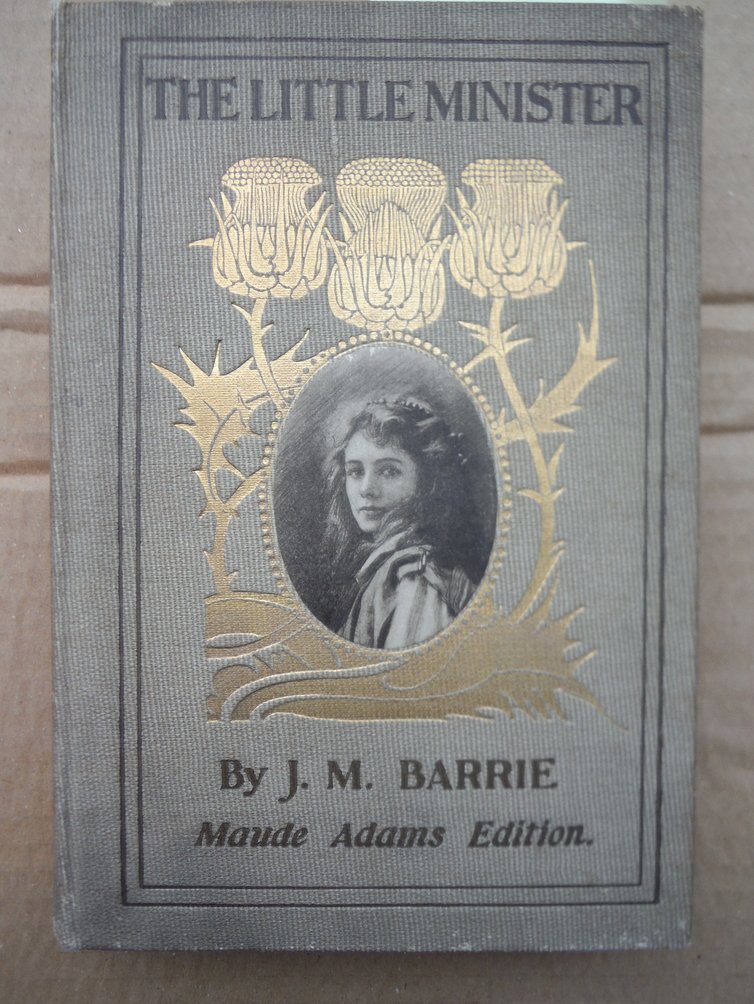 THE LITTLE MINISTER
By J. M. BARRIE
Maude Adams Edition.